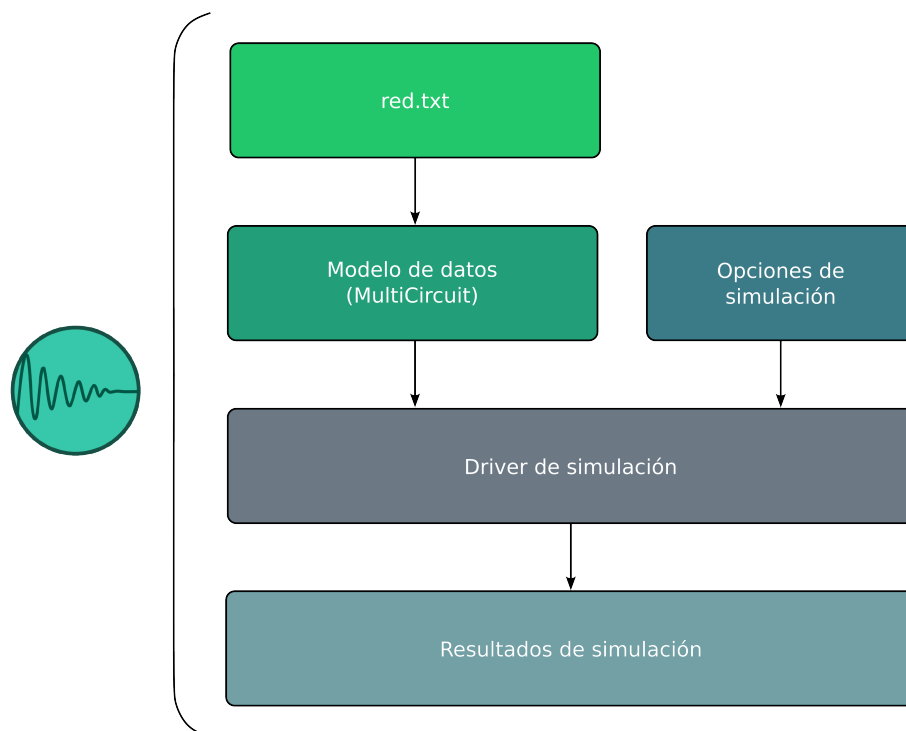 red.txt
Modelo de datos
(MultiCircuit)
Opciones de
simulación
Driver de simulación
Resultados de simulación